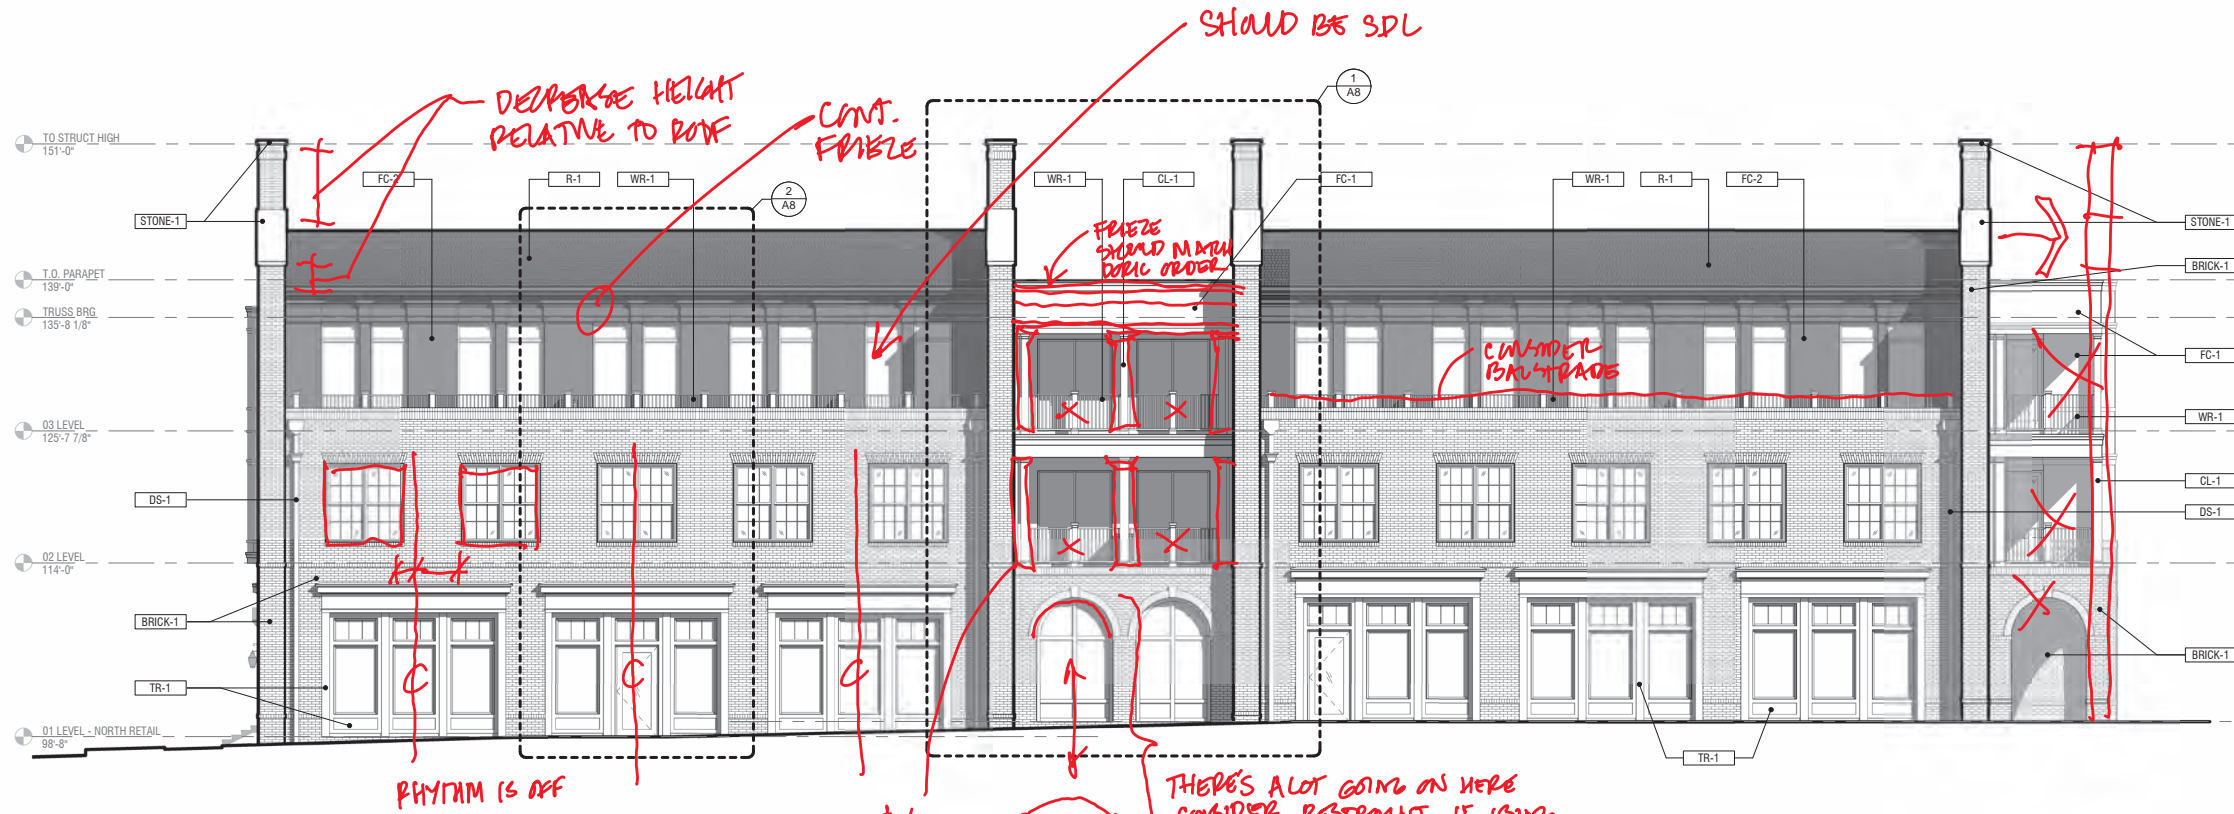 SHOULD BE SDL
DECREASE HEIGHT
RELATIVE TO ROOF
CONT.
FRIEZE
1
A8
TO STRUCT HIGH
151'-0"
FC-2
R-1
WR-1
2
A8
WR-1
CL-1
FC-1
WR-1
R-1
FC-2
STONE-1
STONE-1
FRIEZE
SHOULD MATCH
DORIC ORDER
BRICK-1
T.O. PARAPET
139'-0"
TRUSS BRG
135'-8 1/8"
CONSIDER
BALSTRADE
FC-1
WR-1
03 LEVEL
125'-7 7/8"
CL-1
DS-1
DS-1
02 LEVEL
114'-0"
BRICK-1
BRICK-1
TR-1
C
C
C
01 LEVEL - NORTH RETAIL
98'-8"
TR-1
RHYTHM IS OFF
THERE'S A LOT GOING ON HERE
CONSIDER RESTRAINT IF